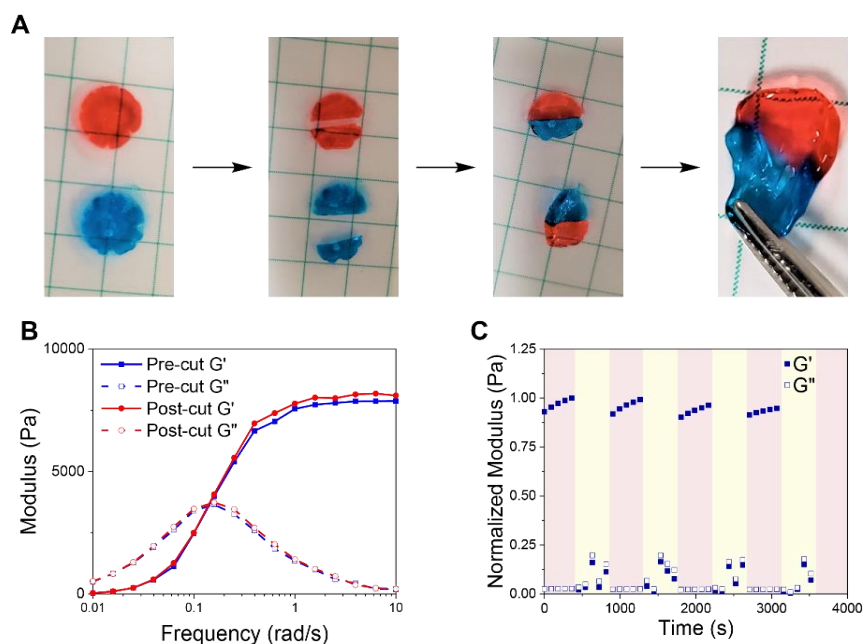 A
B
10000
5000
0
Modulus (Pa)
Pre-cut G'
Pre-cut G"
Post-cut G'
Post-cut G"
0.01
0.1
1
10
Frequency (rad/s)
C
1.25
1.00
0.75
0.50
0.25
0.00
Normalized Modulus (Pa)
G'
G"
0
1000
2000
3000
4000
Time (s)